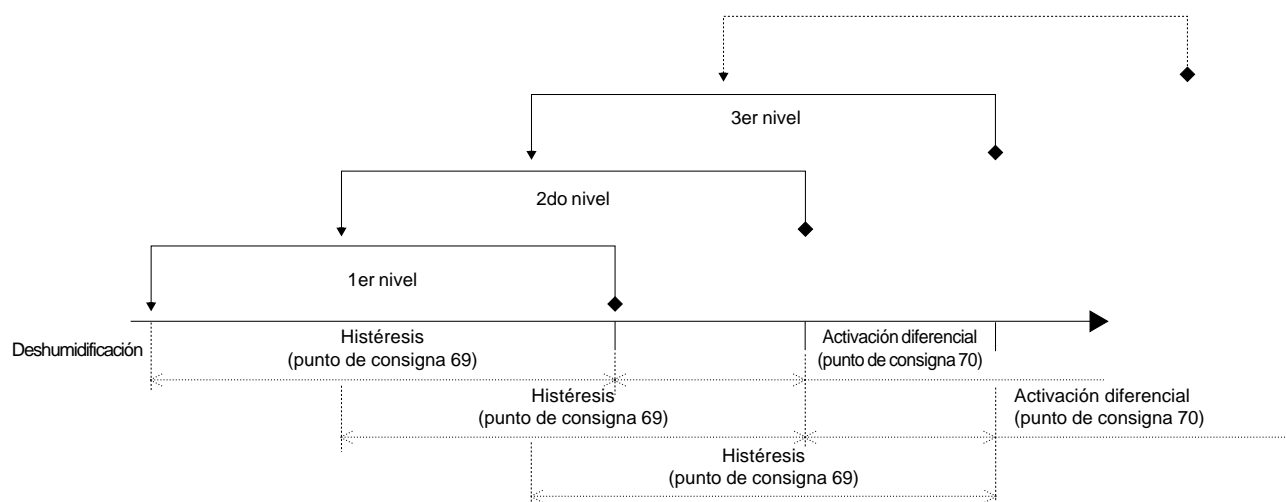 3er nivel
2do nivel
1er nivel
Deshumidificación
Histéresis
(punto de consigna 69)
Activación diferencial
(punto de consigna 70)
Histéresis
(punto de consigna 69)
Activación diferencial
(punto de consigna 70)
Histéresis
(punto de consigna 69)